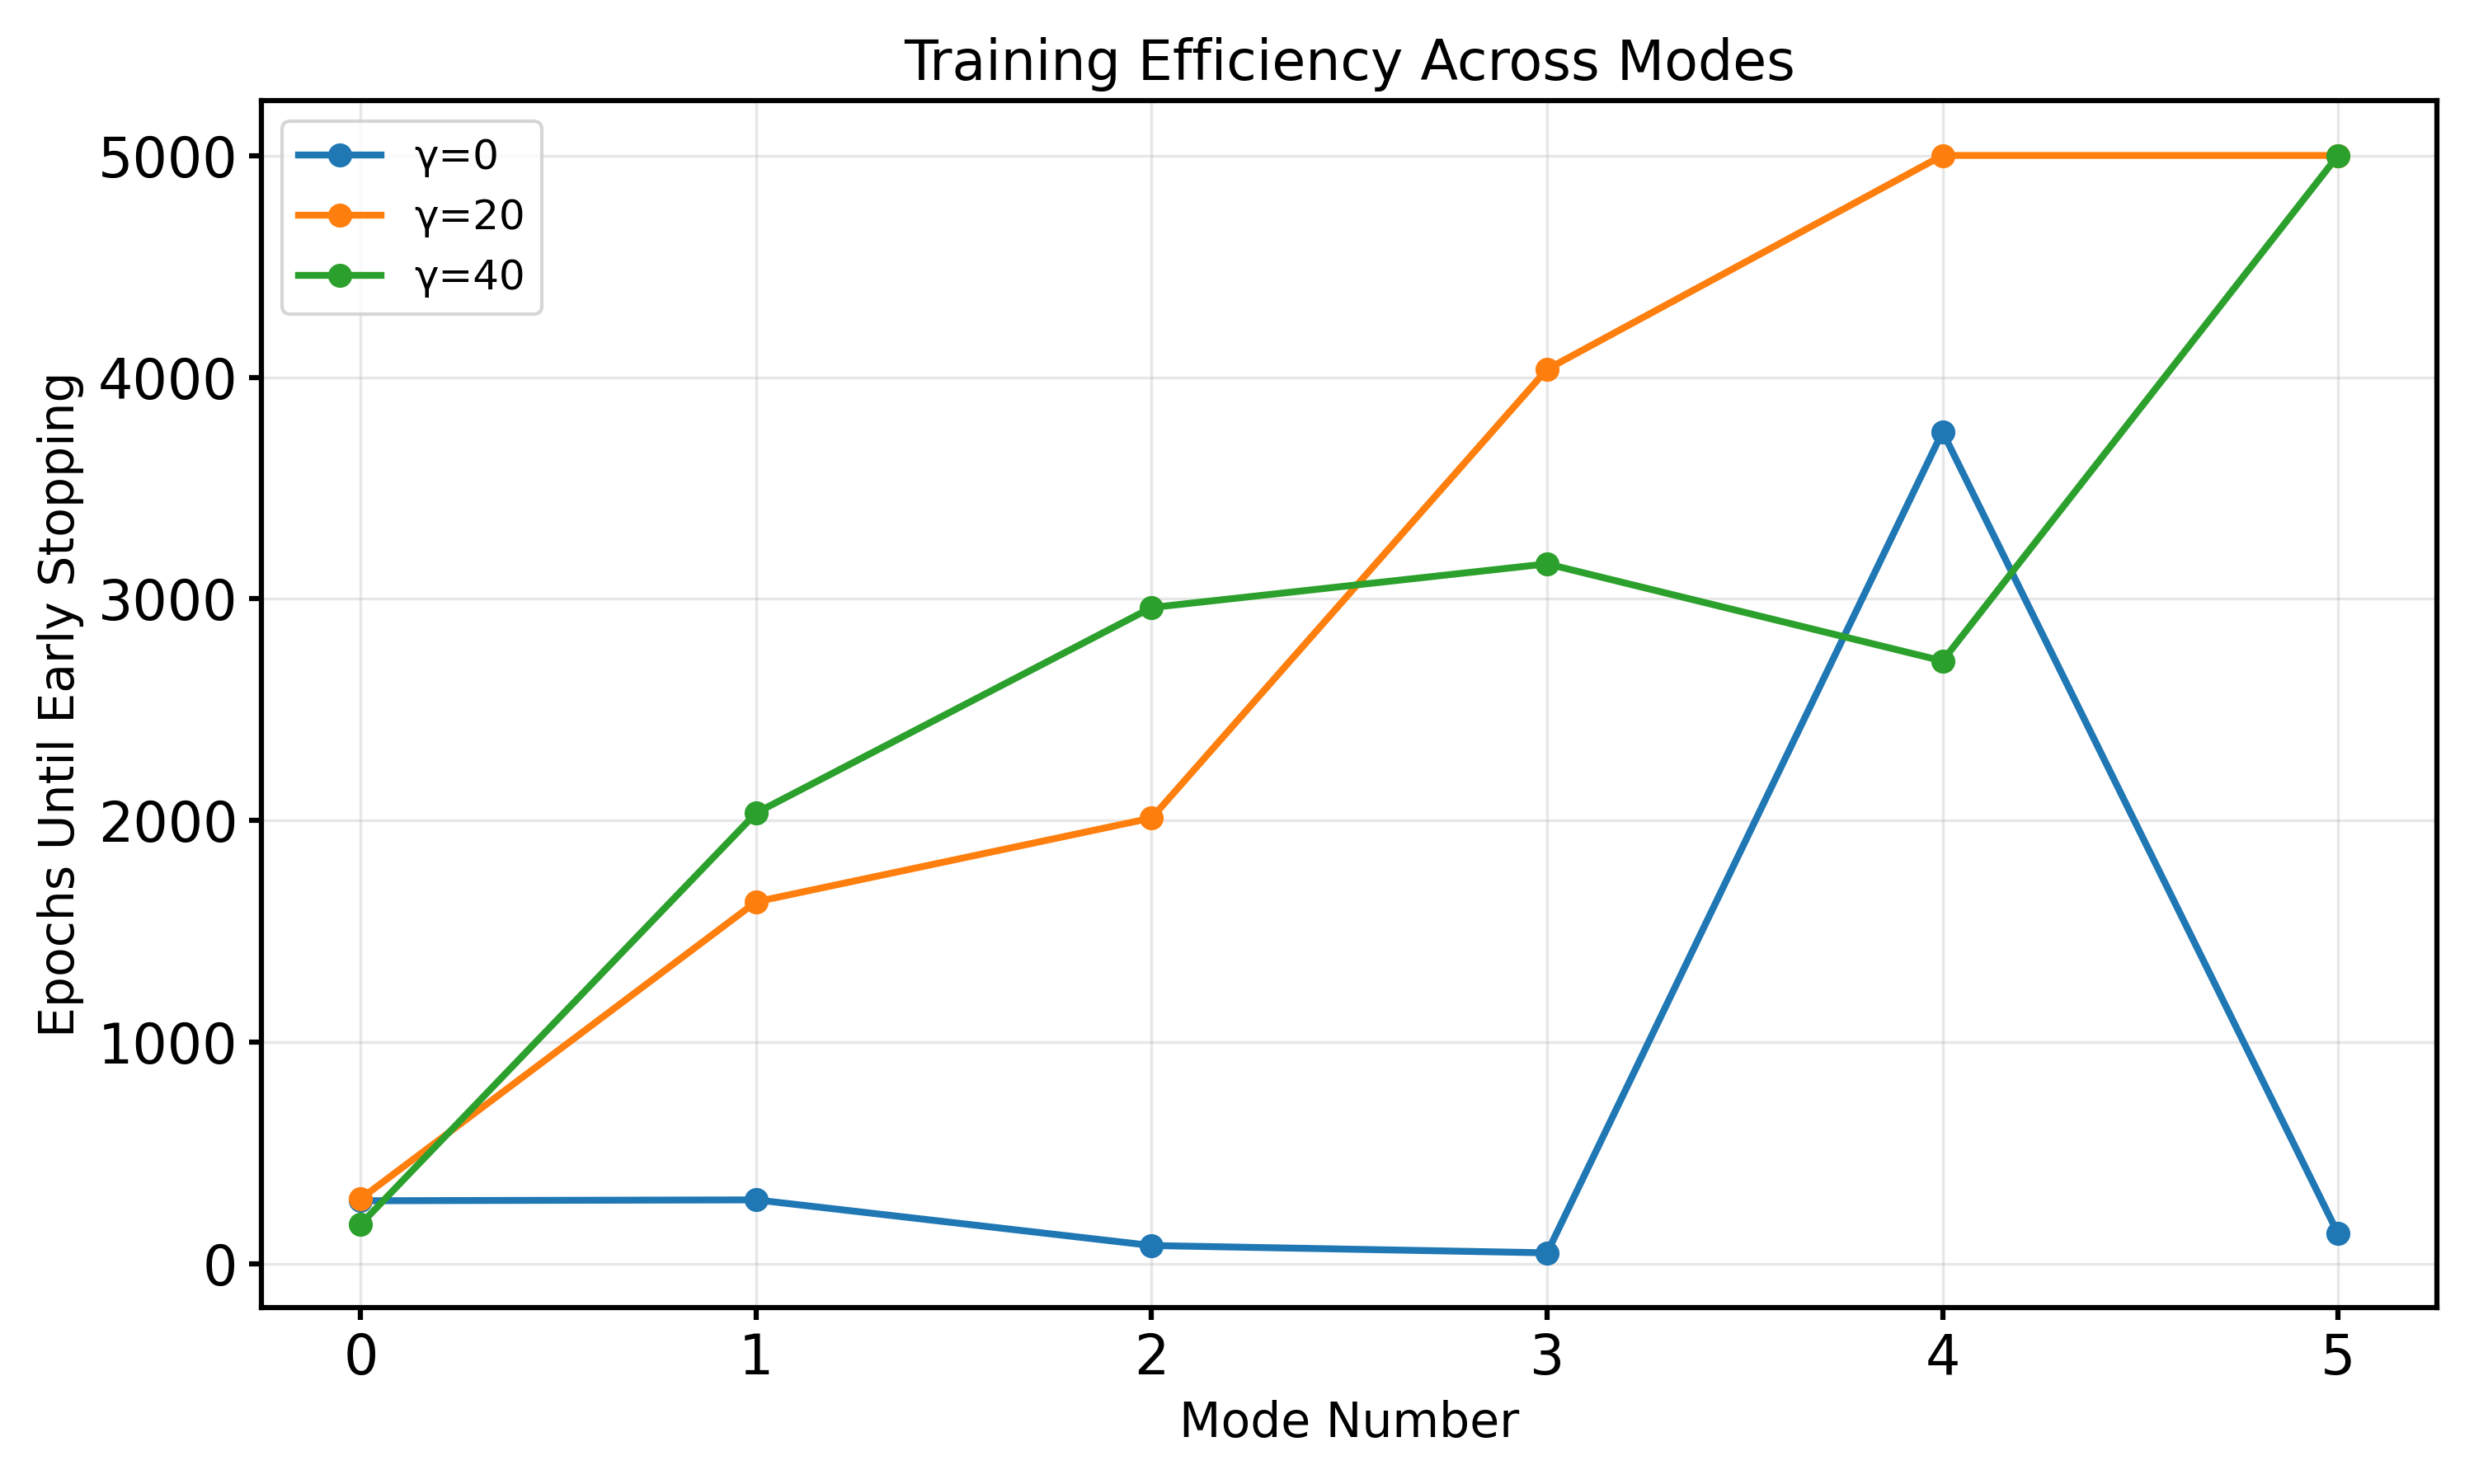 Training Efficiency Across Modes
γ=0
γ=20
γ=40
Epochs Until Early Stopping
5000
4000
3000
2000
1000
0
0 1 2 3 4 5
Mode Number